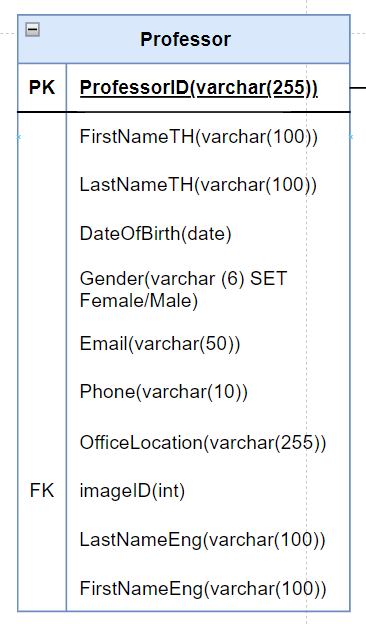 Professor
PK ProfessorID(varchar(255))
FirstNameTH(varchar(100))
LastNameTH(varchar(100))
DateOfBirth(date)
Gender(varchar (6) SET
Female/Male)
Email(varchar(50))
Phone(varchar(10))
OfficeLocation(varchar(255))
FK imageID(int)
LastNameEng(varchar(100))
FirstNameEng(varchar(100))